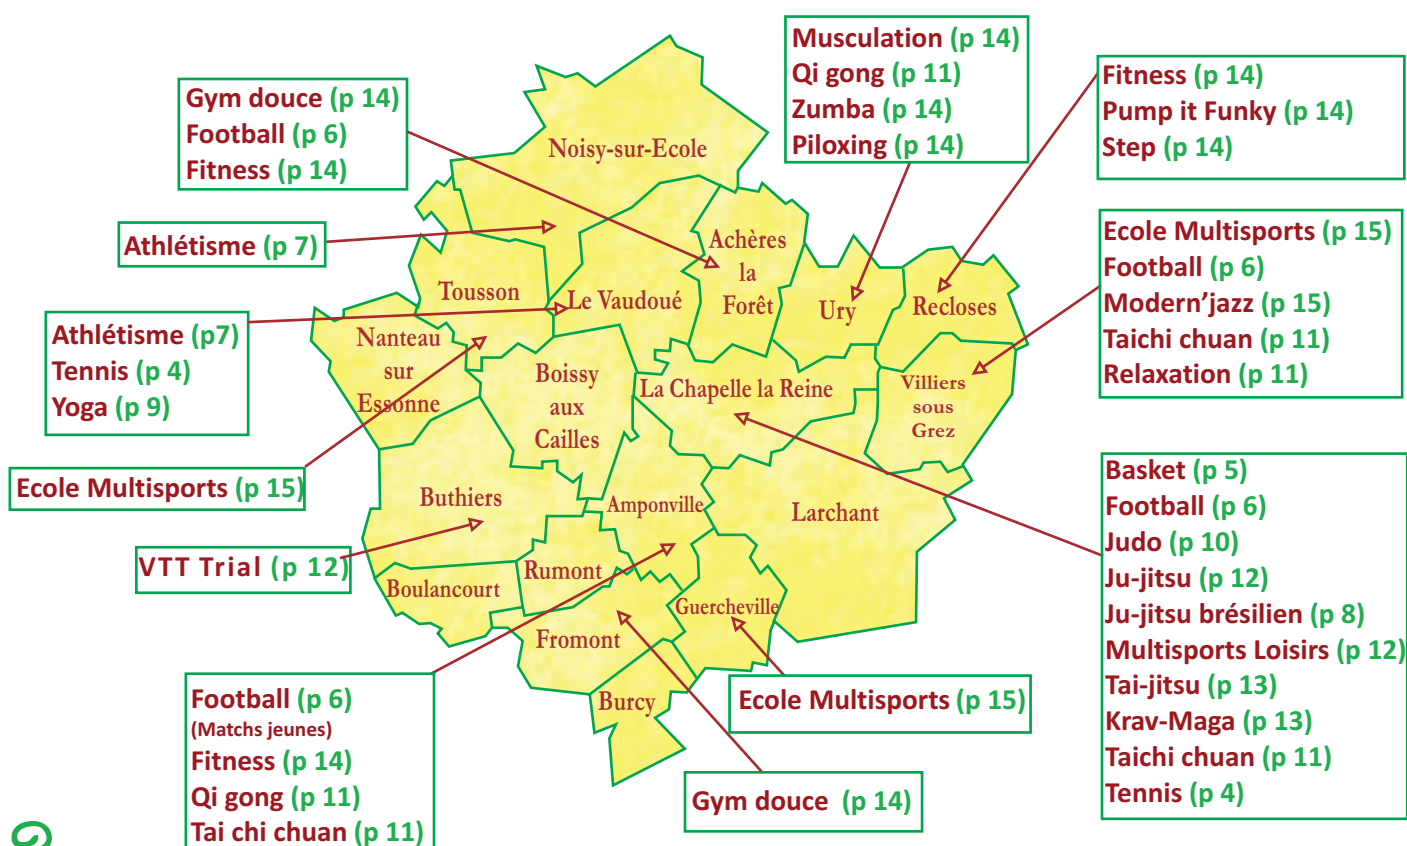 Musculation (p 14)
Qi gong (p 11)
Zumba (p 14)
Piloxing (p 14)
Fitness (p 14)
Pump it Funky (p 14)
Step (p 14)
Gym douce (p 14)
Football (p 6)
Fitness (p 14)
Athlétisme (p 7)
Athlétisme (p7)
Tennis (p 4)
Yoga (p 9)
Ecole Multisports (p 15)
VTT Trial (p 12)
Noisy-sur-Ecole
Achères
la
Forêt
Tousson
Le Vaudoué
Ury
Recloses
Nanteau
sur
Essonne
Boissy
aux
Cailles
La Chapelle la Reine
Villiers
sous
Grez
Buthiers
Amponville
Larchant
Rumont
Boulancourt
Guercheville
Fromont
Burcy
Ecole Multisports (p 15)
Football (p 6)
Modern’jazz (p 15)
Taichi chuan (p 11)
Relaxation (p 11)
Basket (p 5)
Football (p 6)
Judo (p 10)
Ju-jitsu (p 12)
Ju-jitsu brésilien (p 8)
Multisports Loisirs (p 12)
Tai-jitsu (p 13)
Krav-Maga (p 13)
Taichi chuan (p 11)
Tennis (p 4)
Football (p 6)
(Matchs jeunes)
Fitness (p 14)
Qi gong (p 11)
Tai chi chuan (p 11)
Ecole Multisports (p 15)
Gym douce (p 14)